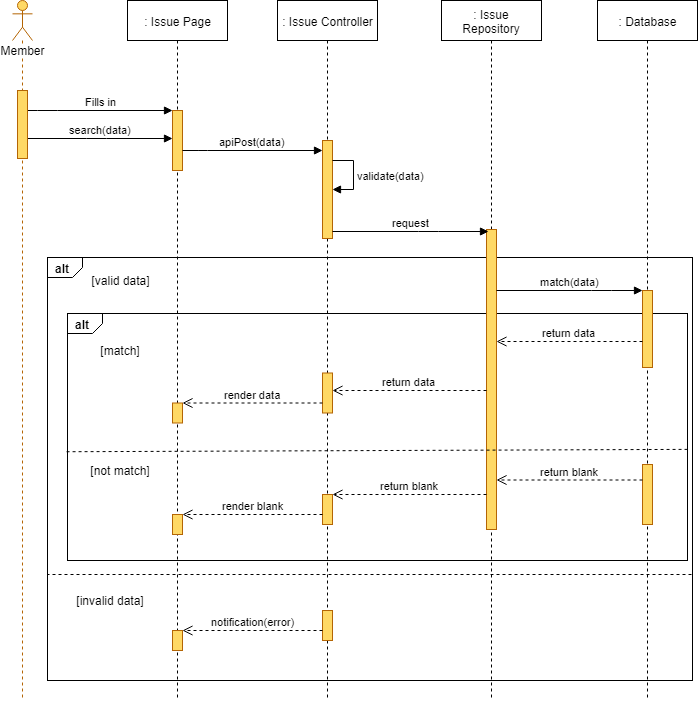 : Issue Page
: Issue Controller
: Issue
Repository
: Database
Member
Fills in
search(data)
apiPost(data)
validate(data)
request
alt
[valid data]
match(data)
alt
return data
[match]
return data
render data
[not match]
return blank
return blank
render blank
[invalid data]
notification(error)